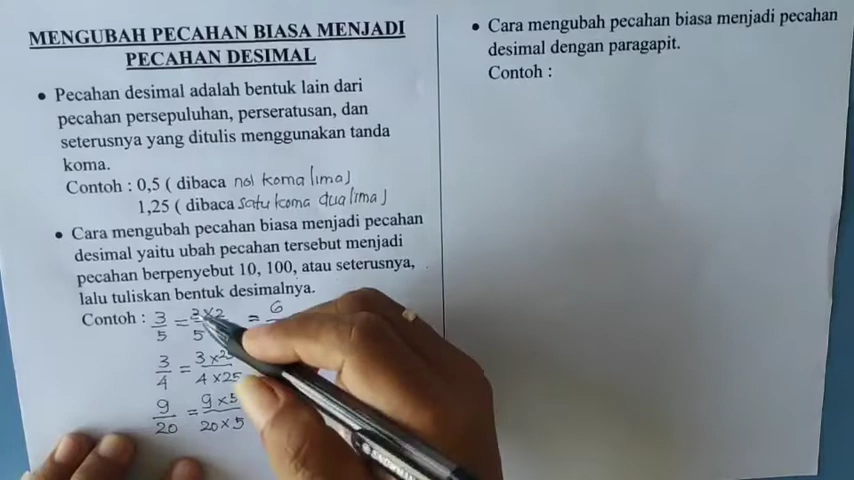 MENGUBAH PECAHAN BIASA MENJADI
PECAHAN DESIMAL
• Pecahan desimal adalah bentuk lain dari
pecahan persepuluhan, perseratusan, dan
seterusnya yang ditulis menggunakan tanda
koma.
Contoh : 0,5 ( dibaca nol koma lima)
1,25 ( dibaca satu koma dua lima)
• Cara mengubah pecahan biasa menjadi pecahan
desimal yaitu ubah pecahan tersebut menjadi
pecahan berpenyebut 10, 100, atau seterusnya,
lalu tuliskan bentuk desimalnya.
Contoh : 3/5 = 3×2/5 = 6
3/4 = 3×25/4×25
9/20 = 9×5/20×5
• Cara mengubah pecahan biasa menjadi pecahan
desimal dengan paragapit.
Contoh :